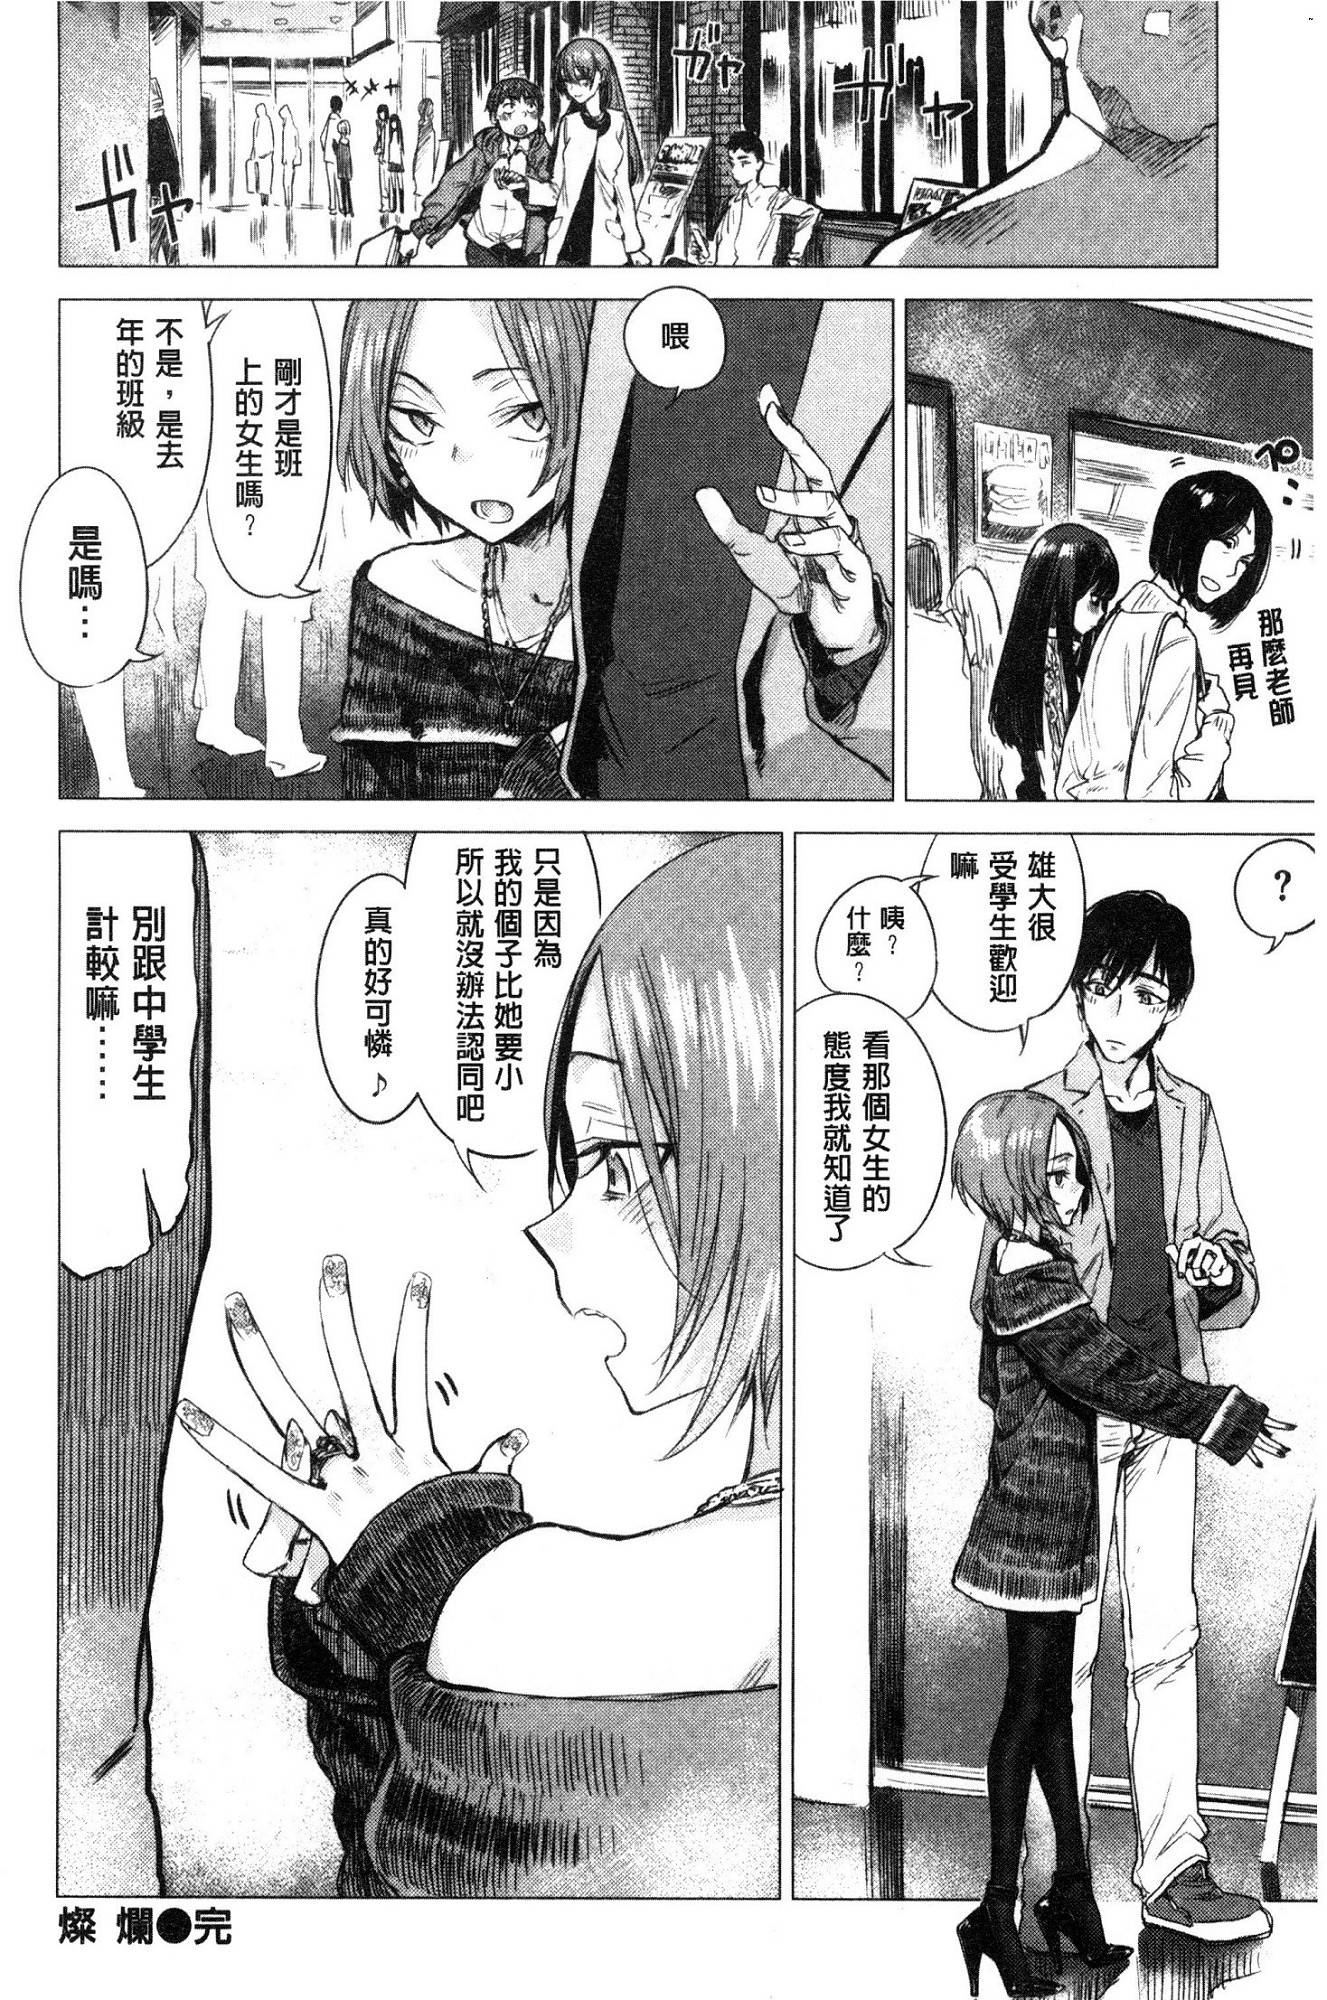 ガヤ
ガヤ
ガヤ
ペコ
那麼老師
再見
喂
剛才是班
上的女生嗎?
不是,是去
年的班級
是嗎…
?
雄大很
受學生歡迎
嘛
咦?
什麼?
看那個女生的
態度我就知道了
只是因為
我的個子比她要小
所以就沒辦法認同吧
真的好可憐♪
別跟中學生
計較嘛……
燦 爛●完